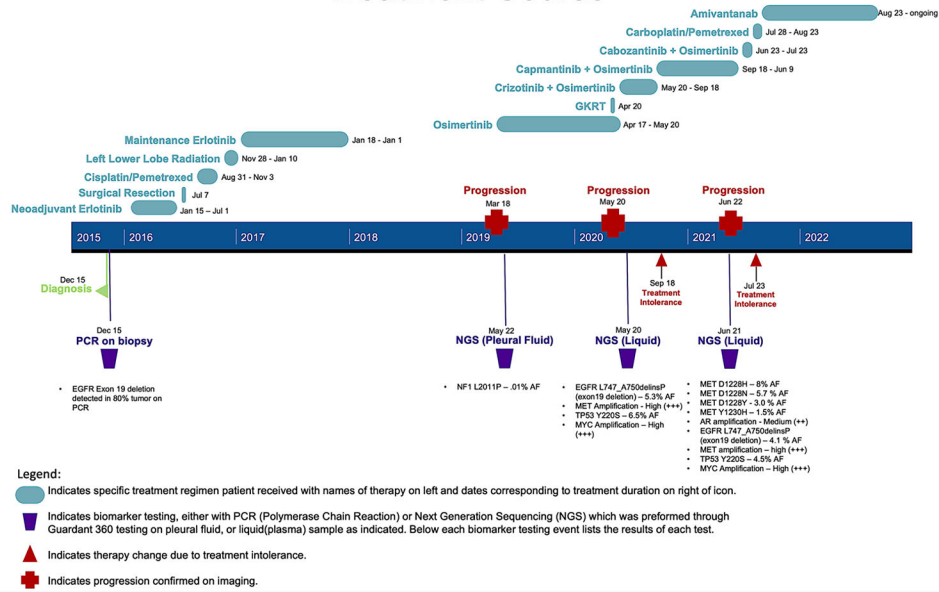 Amivantanab Aug 23 - ongoing
Carboplatin/Pemetrexed Jul 28 - Aug 23
Cabozantinib + Osimertinib Jun 23 - Jul 23
Capmantinib + Osimertinib Sep 18 - Jun 9
Crizotinib + Osimertinib May 20 - Sep 18
GKRT Apr 20
Osimertinib Apr 17 - May 20
Maintenance Erlotinib Jan 18 - Jan 1
Left Lower Lobe Radiation Nov 28 - Jan 10
Cisplatin/Pemetrexed Aug 31 - Nov 3
Surgical Resection Jul 7
Neoadjuvant Erlotinib Jan 15 – Jul 1
Progression
Mar 18
Progression
May 20
Progression
Jun 22
2015 2016 2017 2018 2019 2020 2021 2022
Dec 15
Diagnosis
Sep 18
Treatment
Intolerance
Jul 23
Treatment
Intolerance
Dec 15
PCR on biopsy
• EGFR Exon 19 deletion
detected in 80% tumor on
PCR
May 22
NGS (Pleural Fluid)
• NF1 L2011P – .01% AF
May 20
NGS (Liquid)
• EGFR L747_A750delinsP
(exon19 deletion) – 5.3% AF
• MET Amplification - High (+++)
• TP53 Y220S – 6.5% AF
• MYC Amplification – High
(+++)
Jun 21
NGS (Liquid)
• MET D1228H – 8% AF
• MET D1228N – 5.7 % AF
• MET D1228Y - 3.0 % AF
• MET Y1230H – 1.5% AF
• AR amplification - Medium (++)
• EGFR L747_A750delinsP
(exon19 deletion) – 4.1 % AF
• MET amplification – high (+++)
• TP53 Y220S – 4.5% AF
• MYC Amplification – High (+++)
Legend:
Indicates specific treatment regimen patient received with names of therapy on left and dates corresponding to treatment duration on right of icon.
Indicates biomarker testing, either with PCR (Polymerase Chain Reaction) or Next Generation Sequencing (NGS) which was preformed through
Guardant 360 testing on pleural fluid, or liquid(plasma) sample as indicated. Below each biomarker testing event lists the results of each test.
Indicates therapy change due to treatment intolerance.
Indicates progression confirmed on imaging.